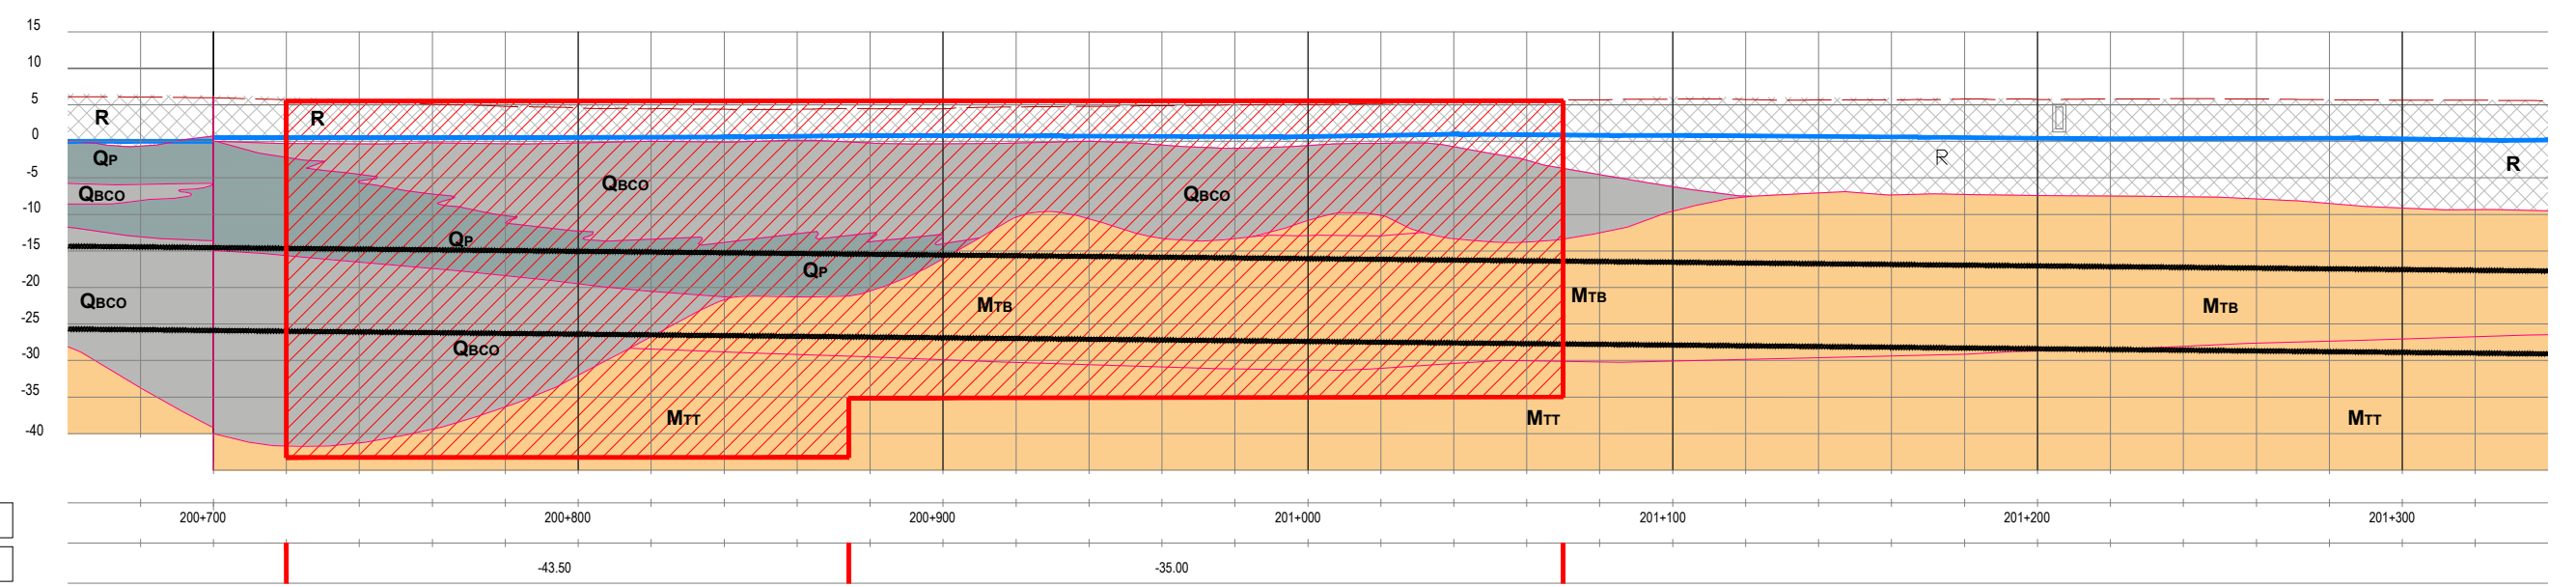 15
10
5
0
-5
-10
-15
-20
-25
-30
-35
-40
R
R
QP
QBCO
QBCO
QBCO
R
R
QP
QP
QBCO
MTB
MTB
MTB
QBCO
MTT
MTT
MTT
200+700 200+800 200+900 201+000 201+100 201+200 201+300
-43.50 -35.00